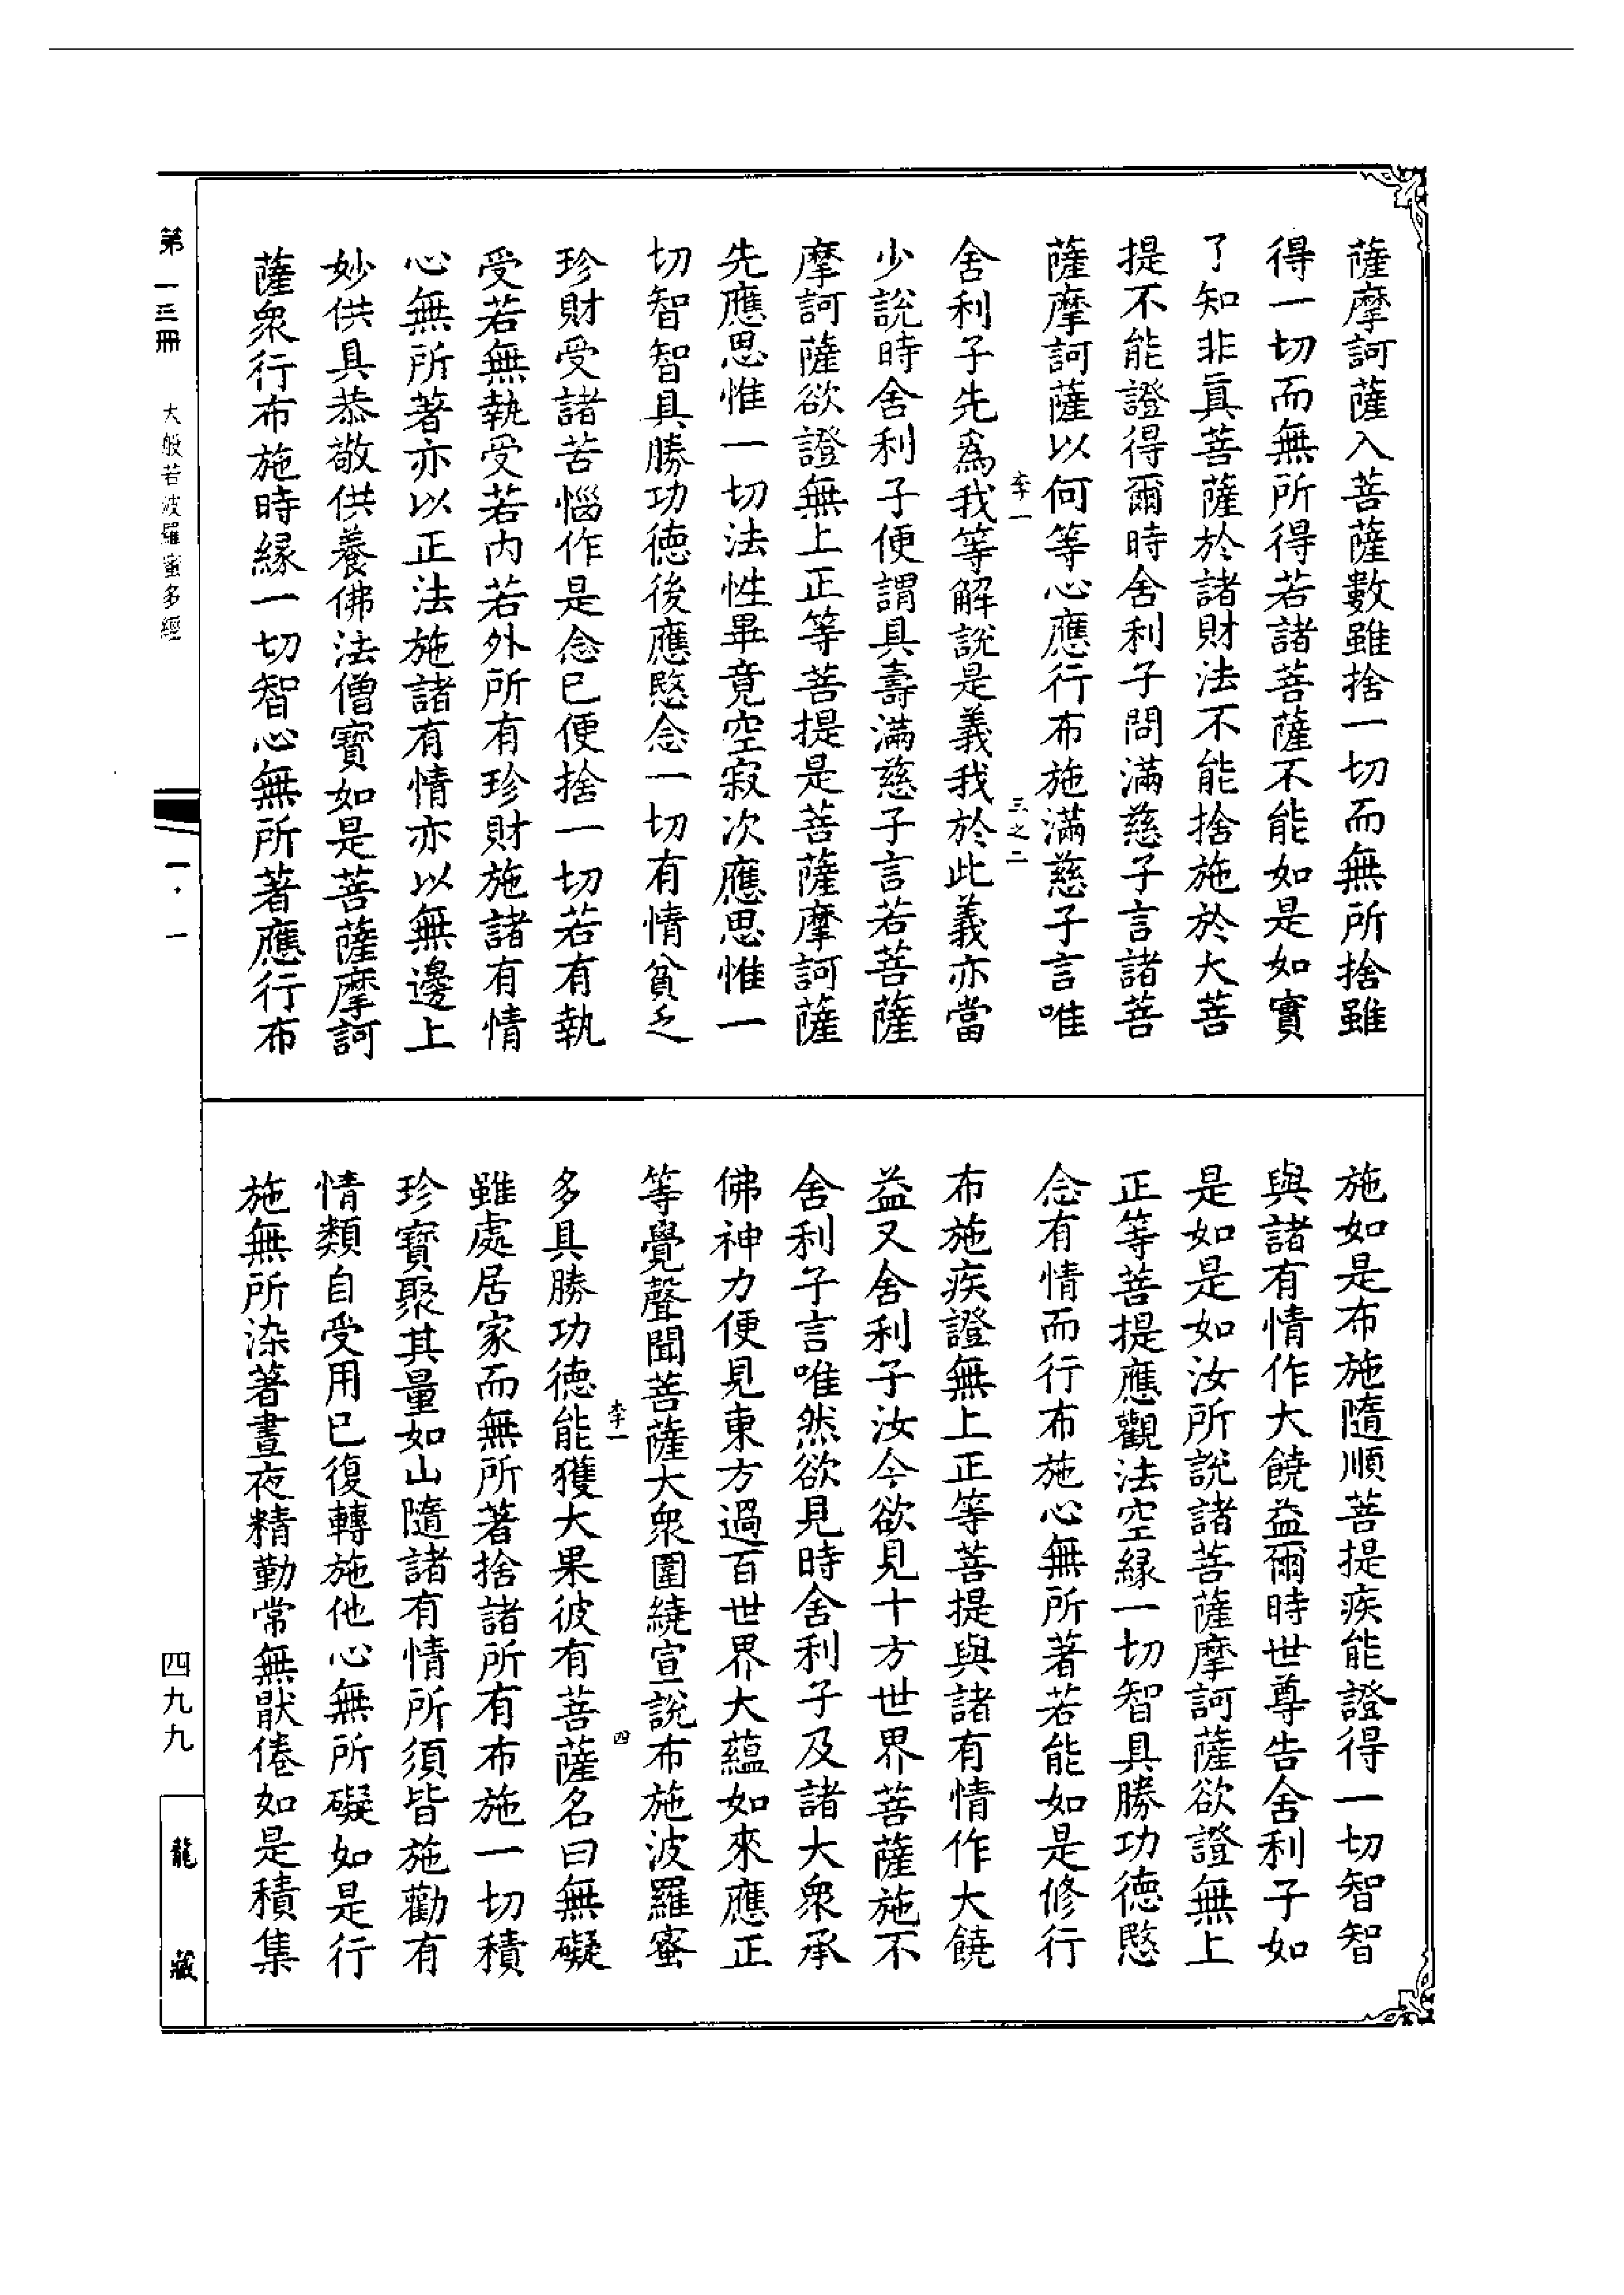 薩摩訶薩入菩薩數雖捨一切而無所捨雖
得一切而無所得若諸菩薩不能如是如實
了知非真菩薩於諸財法不能捨施於大菩
提不能證得爾時舍利子問滿慈子言諸菩
薩摩訶薩以何等心應行布施滿慈子言唯
李一
三之二
舍利子先為我等解說是義我於此義亦當
少說時舍利子便謂具壽滿慈子言若菩薩
摩訶薩欲證無上正等菩提是菩薩摩訶薩
先應思惟一切法性畢竟空寂次應思惟一
切智智具勝功德後應愍念一切有情貧乏
珍財受諸苦惱作是念已便捨一切若有執
受若無執受若內若外所有珍財施諸有情
心無所著亦以正法施諸有情亦以無邊上
妙供具恭敬供養佛法僧寶如是菩薩摩訶
薩衆行布施時緣一切智心無所著應行布
施如是布施隨順菩提疾能證得一切智智
與諸有情作大饒益爾時世尊告舍利子如
是如是如汝所說諸菩薩摩訶薩欲證無上
正等菩提應觀法空緣一切智具勝功德愍
念有情而行布施心無所著若能如是修行
布施疾證無上正等菩提與諸有情作大饒
益又舍利子汝今欲見十方世界菩薩施不
舍利子言唯然欲見時舍利子及諸大衆承
佛神力便見東方過百世界大蘊如來應正
等覺聲聞菩薩大衆圍繞宣說布施波羅蜜
李一
四
多具勝功德能獲大果彼有菩薩名曰無礙
雖處居家而無所著捨諸所有布施一切積
珍寶聚其量如山隨諸有情所須皆施勸有
情類自受用已復轉施他心無所礙如是行
施無所染著晝夜精勤常無猒倦如是積集
第一三冊
大般若波羅蜜多經
一·一
四九九
龍藏